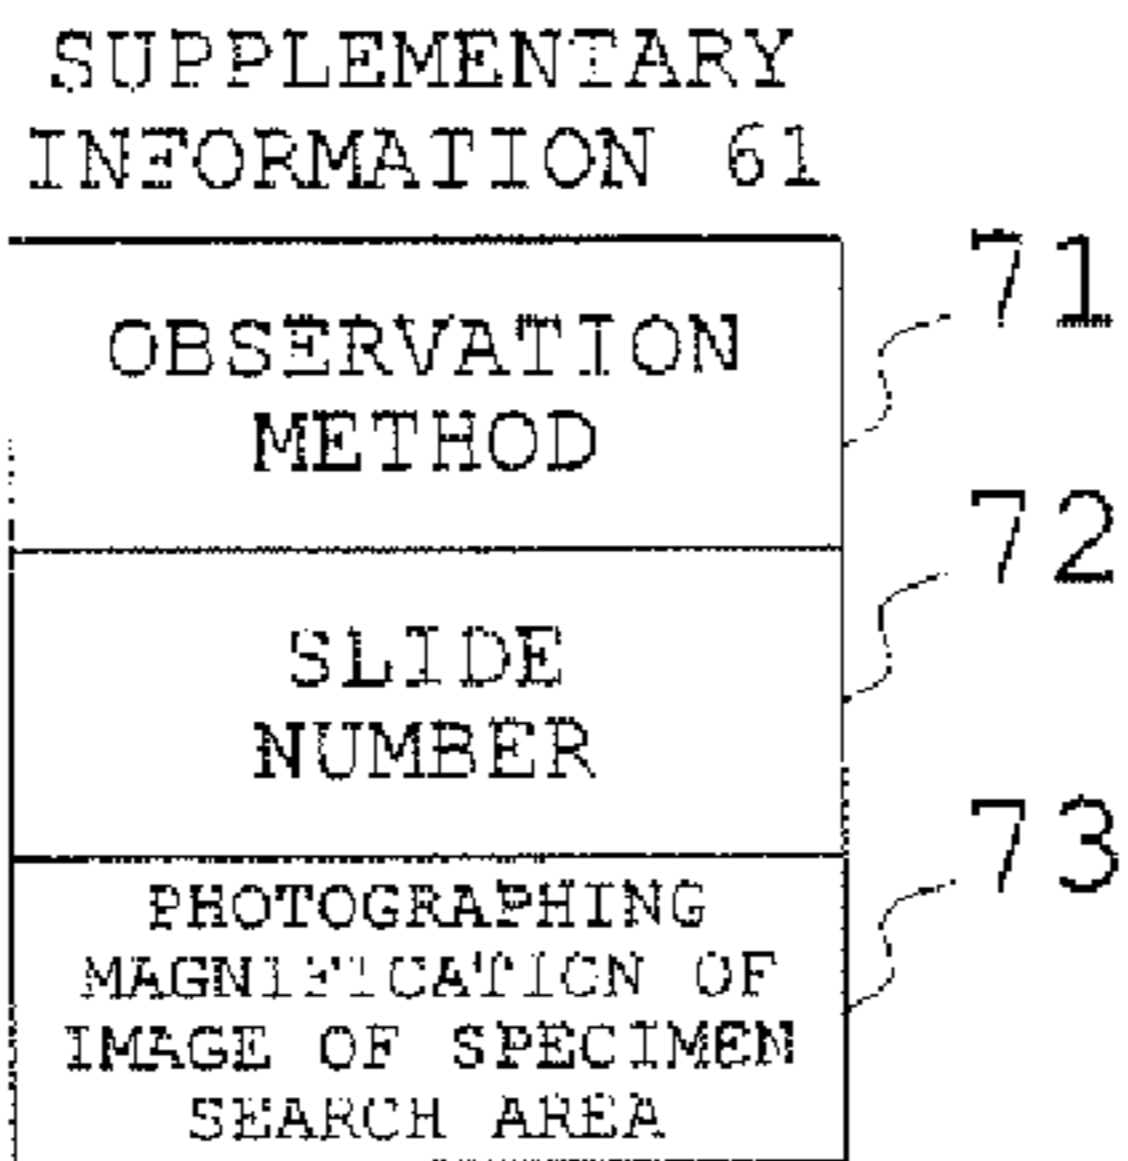 SUPPLEMENTARY
INFORMATION 61
71
OBSERVATION
METHOD
72
SLIDE
NUMBER
73
PHOTOGRAPHING
MAGNIFICATION OF
IMAGE OF SPECIMEN
SEARCH AREA